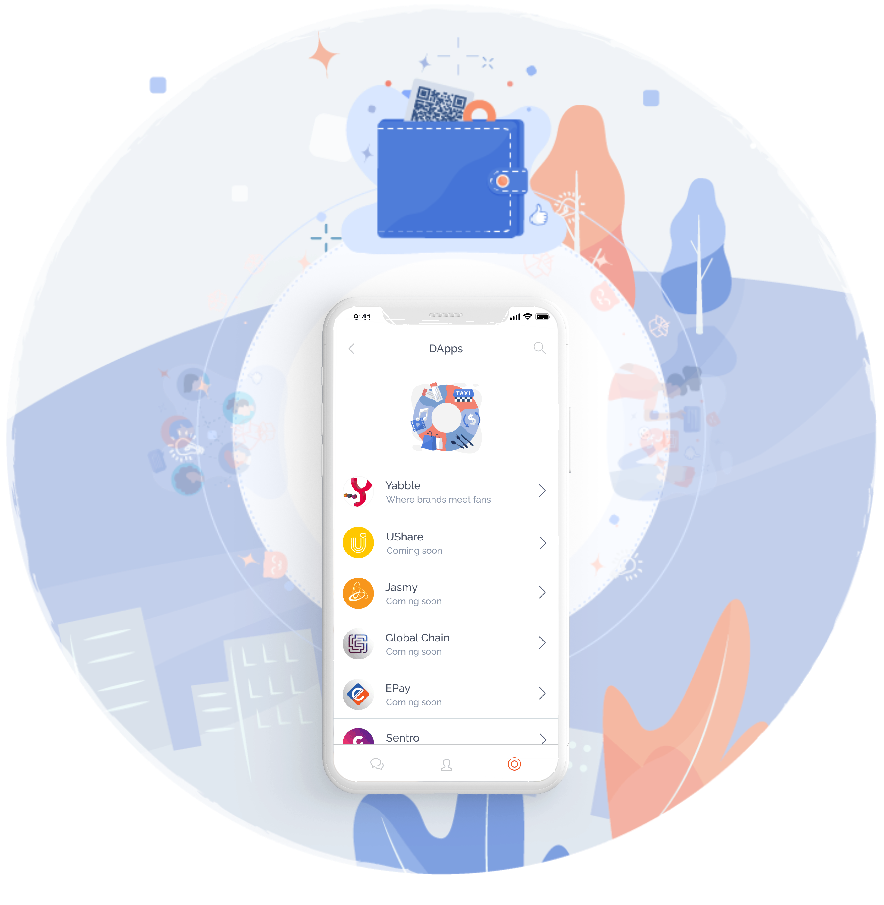 9:41
DApps
TAXI
Yabble
Where brands meet fans
UShare
Coming soon
Jasmy
Coming soon
Global Chain
Coming soon
EPay
Coming soon
Sentro